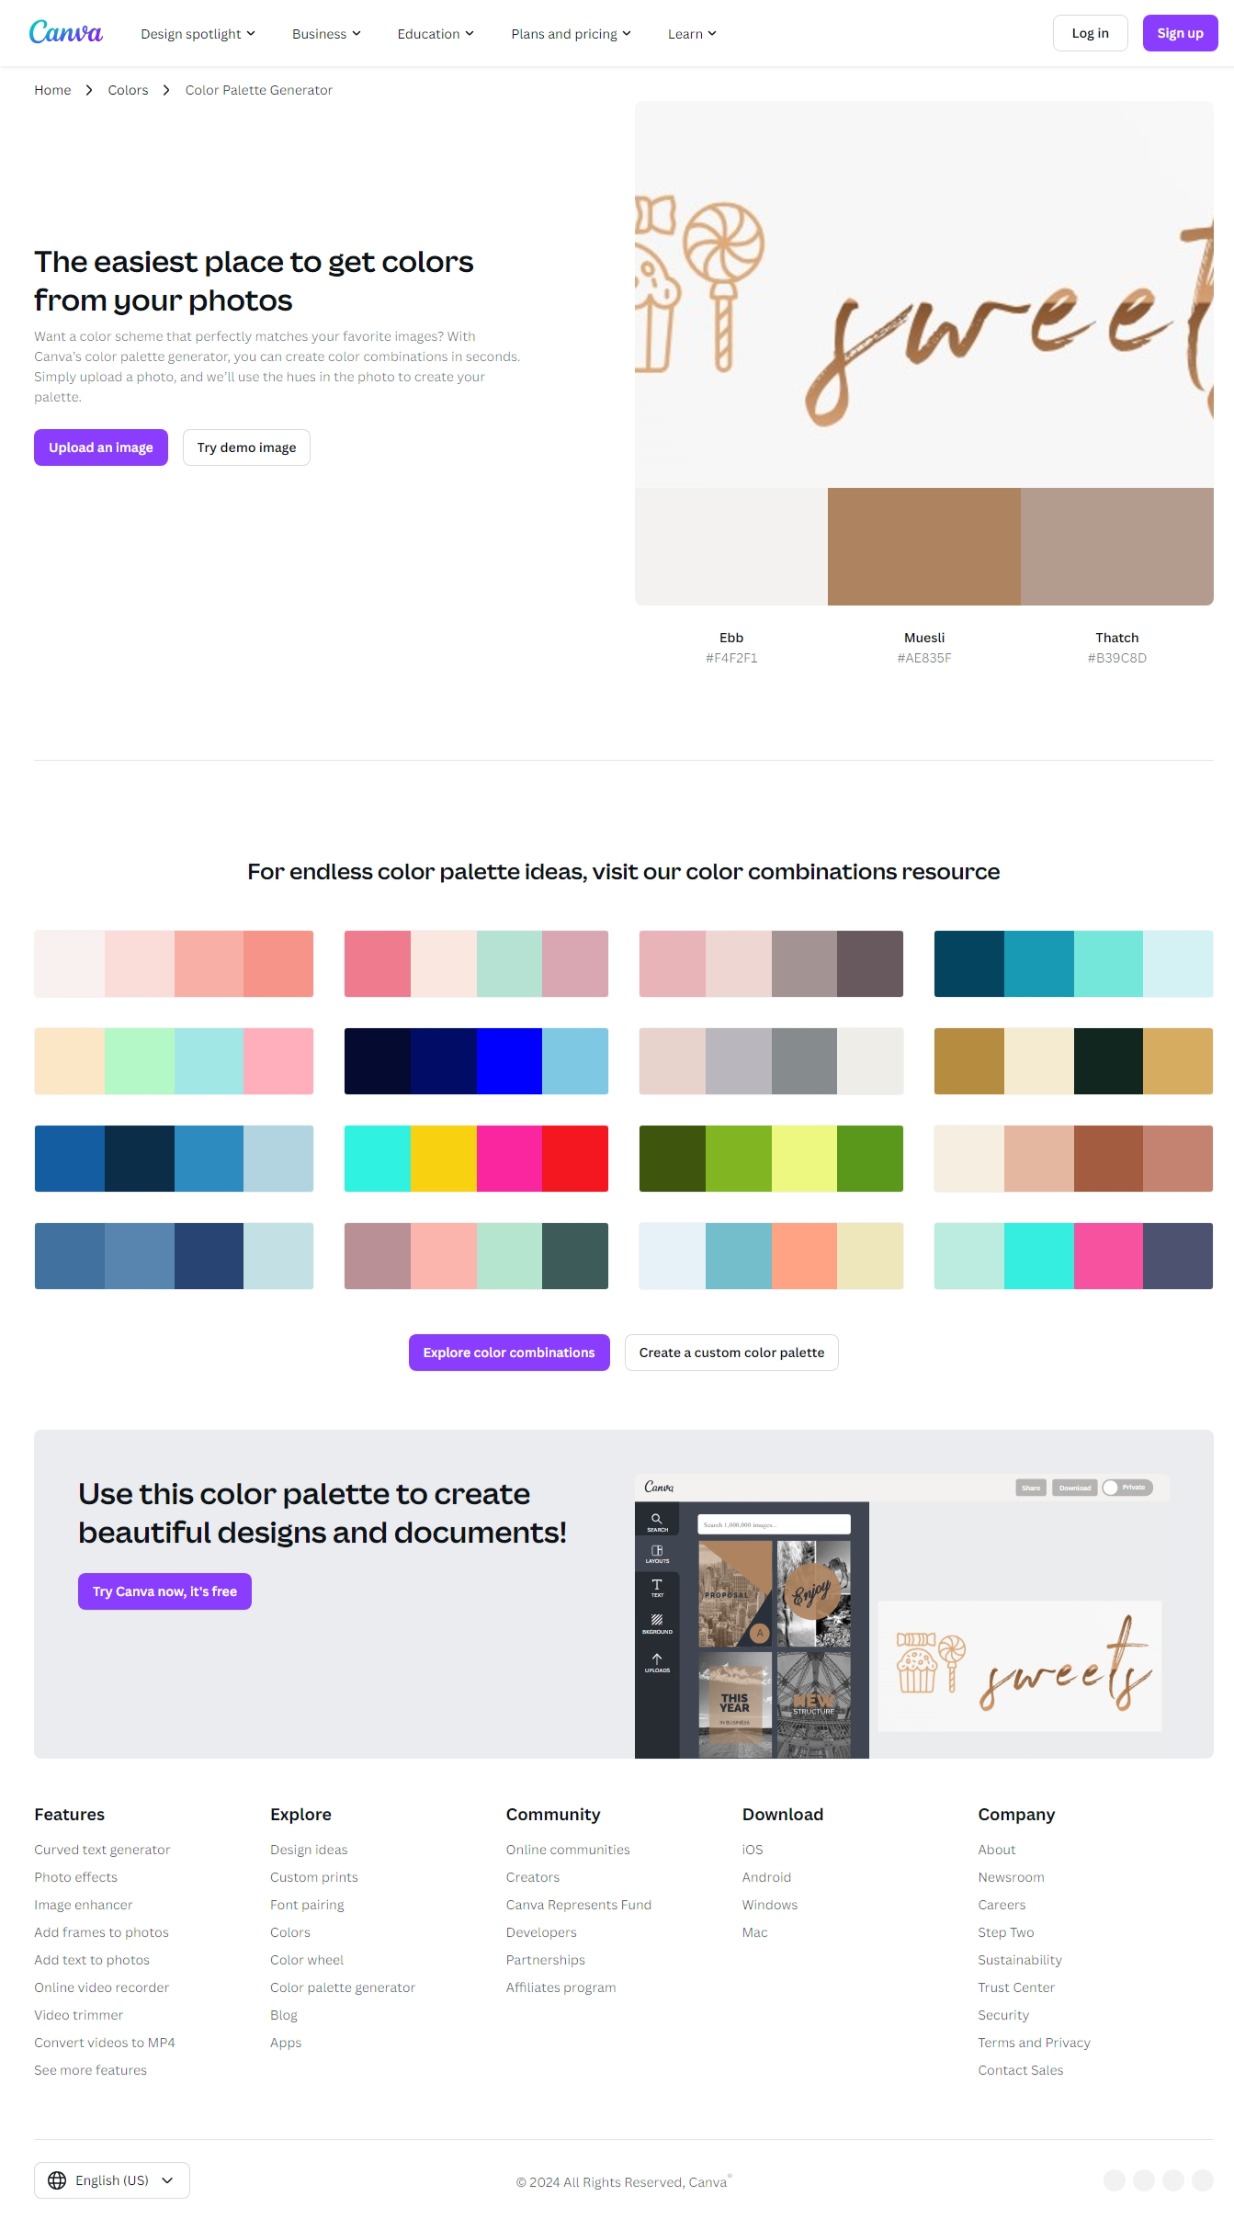 Canva
Design spotlight
Business
Education
Plans and pricing
Learn
Log in
Sign up
Home
Colors
Color Palette Generator
The easiest place to get colors
from your photos
Want a color scheme that perfectly matches your favorite images? With
Canva's color palette generator, you can create color combinations in seconds.
Simply upload a photo, and we'll use the hues in the photo to create your
palette.
Upload an image
Try demo image
sweets
Ebb
#F4F2F1
Muesli
#AE835F
Thatch
#B39C8D
For endless color palette ideas, visit our color combinations resource
Explore color combinations
Create a custom color palette
Use this color palette to create
beautiful designs and documents!
Try Canva now, it's free
Canva
Share
Download
Private
SEARCH
LAYOUTS
TEXT
BKGROUND
UPLOADS
Search 1,000,000 images...
PROPOSAL
A
Enjoy
THIS
YEAR
IN BUSINESS
NEW
STRUCTURE
sweets
Features
Curved text generator
Photo effects
Image enhancer
Add frames to photos
Add text to photos
Online video recorder
Video trimmer
Convert videos to MP4
See more features
Explore
Design ideas
Custom prints
Font pairing
Colors
Color wheel
Color palette generator
Blog
Apps
Community
Online communities
Creators
Canva Represents Fund
Developers
Partnerships
Affiliates program
Download
iOS
Android
Windows
Mac
Company
About
Newsroom
Careers
Step Two
Sustainability
Trust Center
Security
Terms and Privacy
Contact Sales
English (US)
© 2024 All Rights Reserved, Canva®